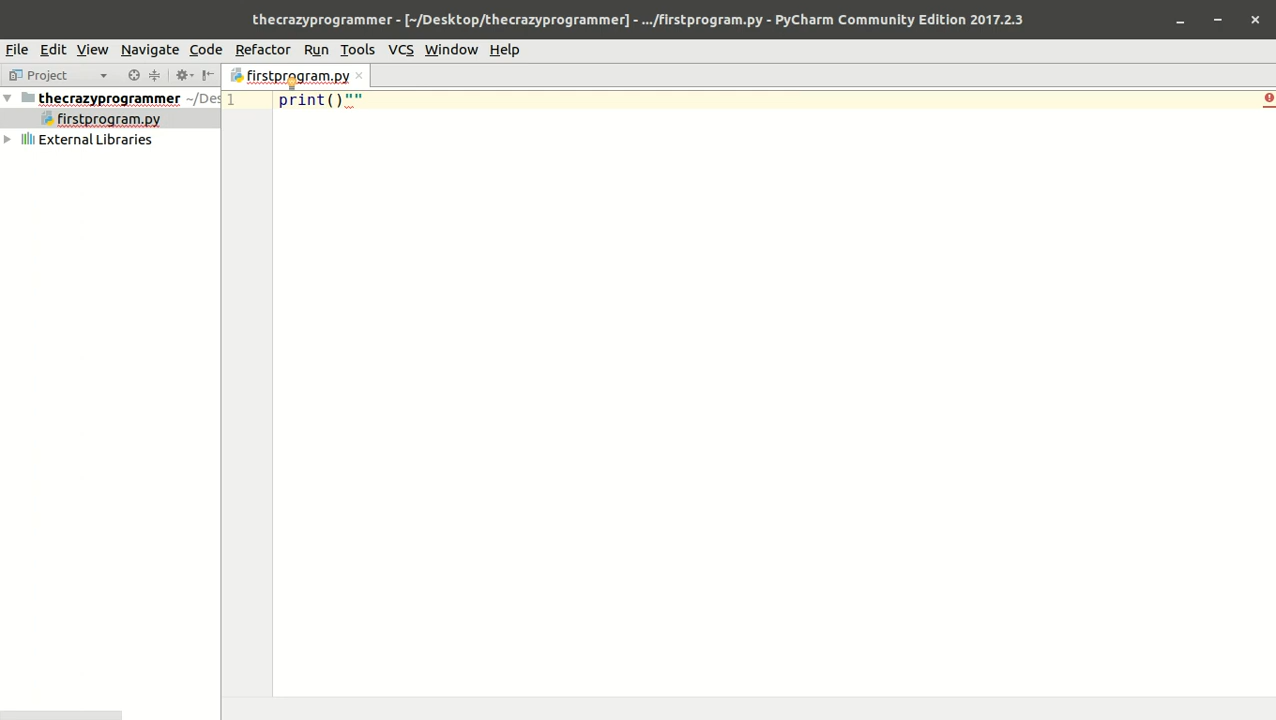 thecrazyprogrammer - [~/Desktop/thecrazyprogrammer] - .../firstprogram.py - PyCharm Community Edition 2017.2.3
File Edit View Navigate Code Refactor Run Tools VCS Window Help
Project firstprogram.py
thecrazyprogrammer ~/Des 1 print()""
firstprogram.py
External Libraries